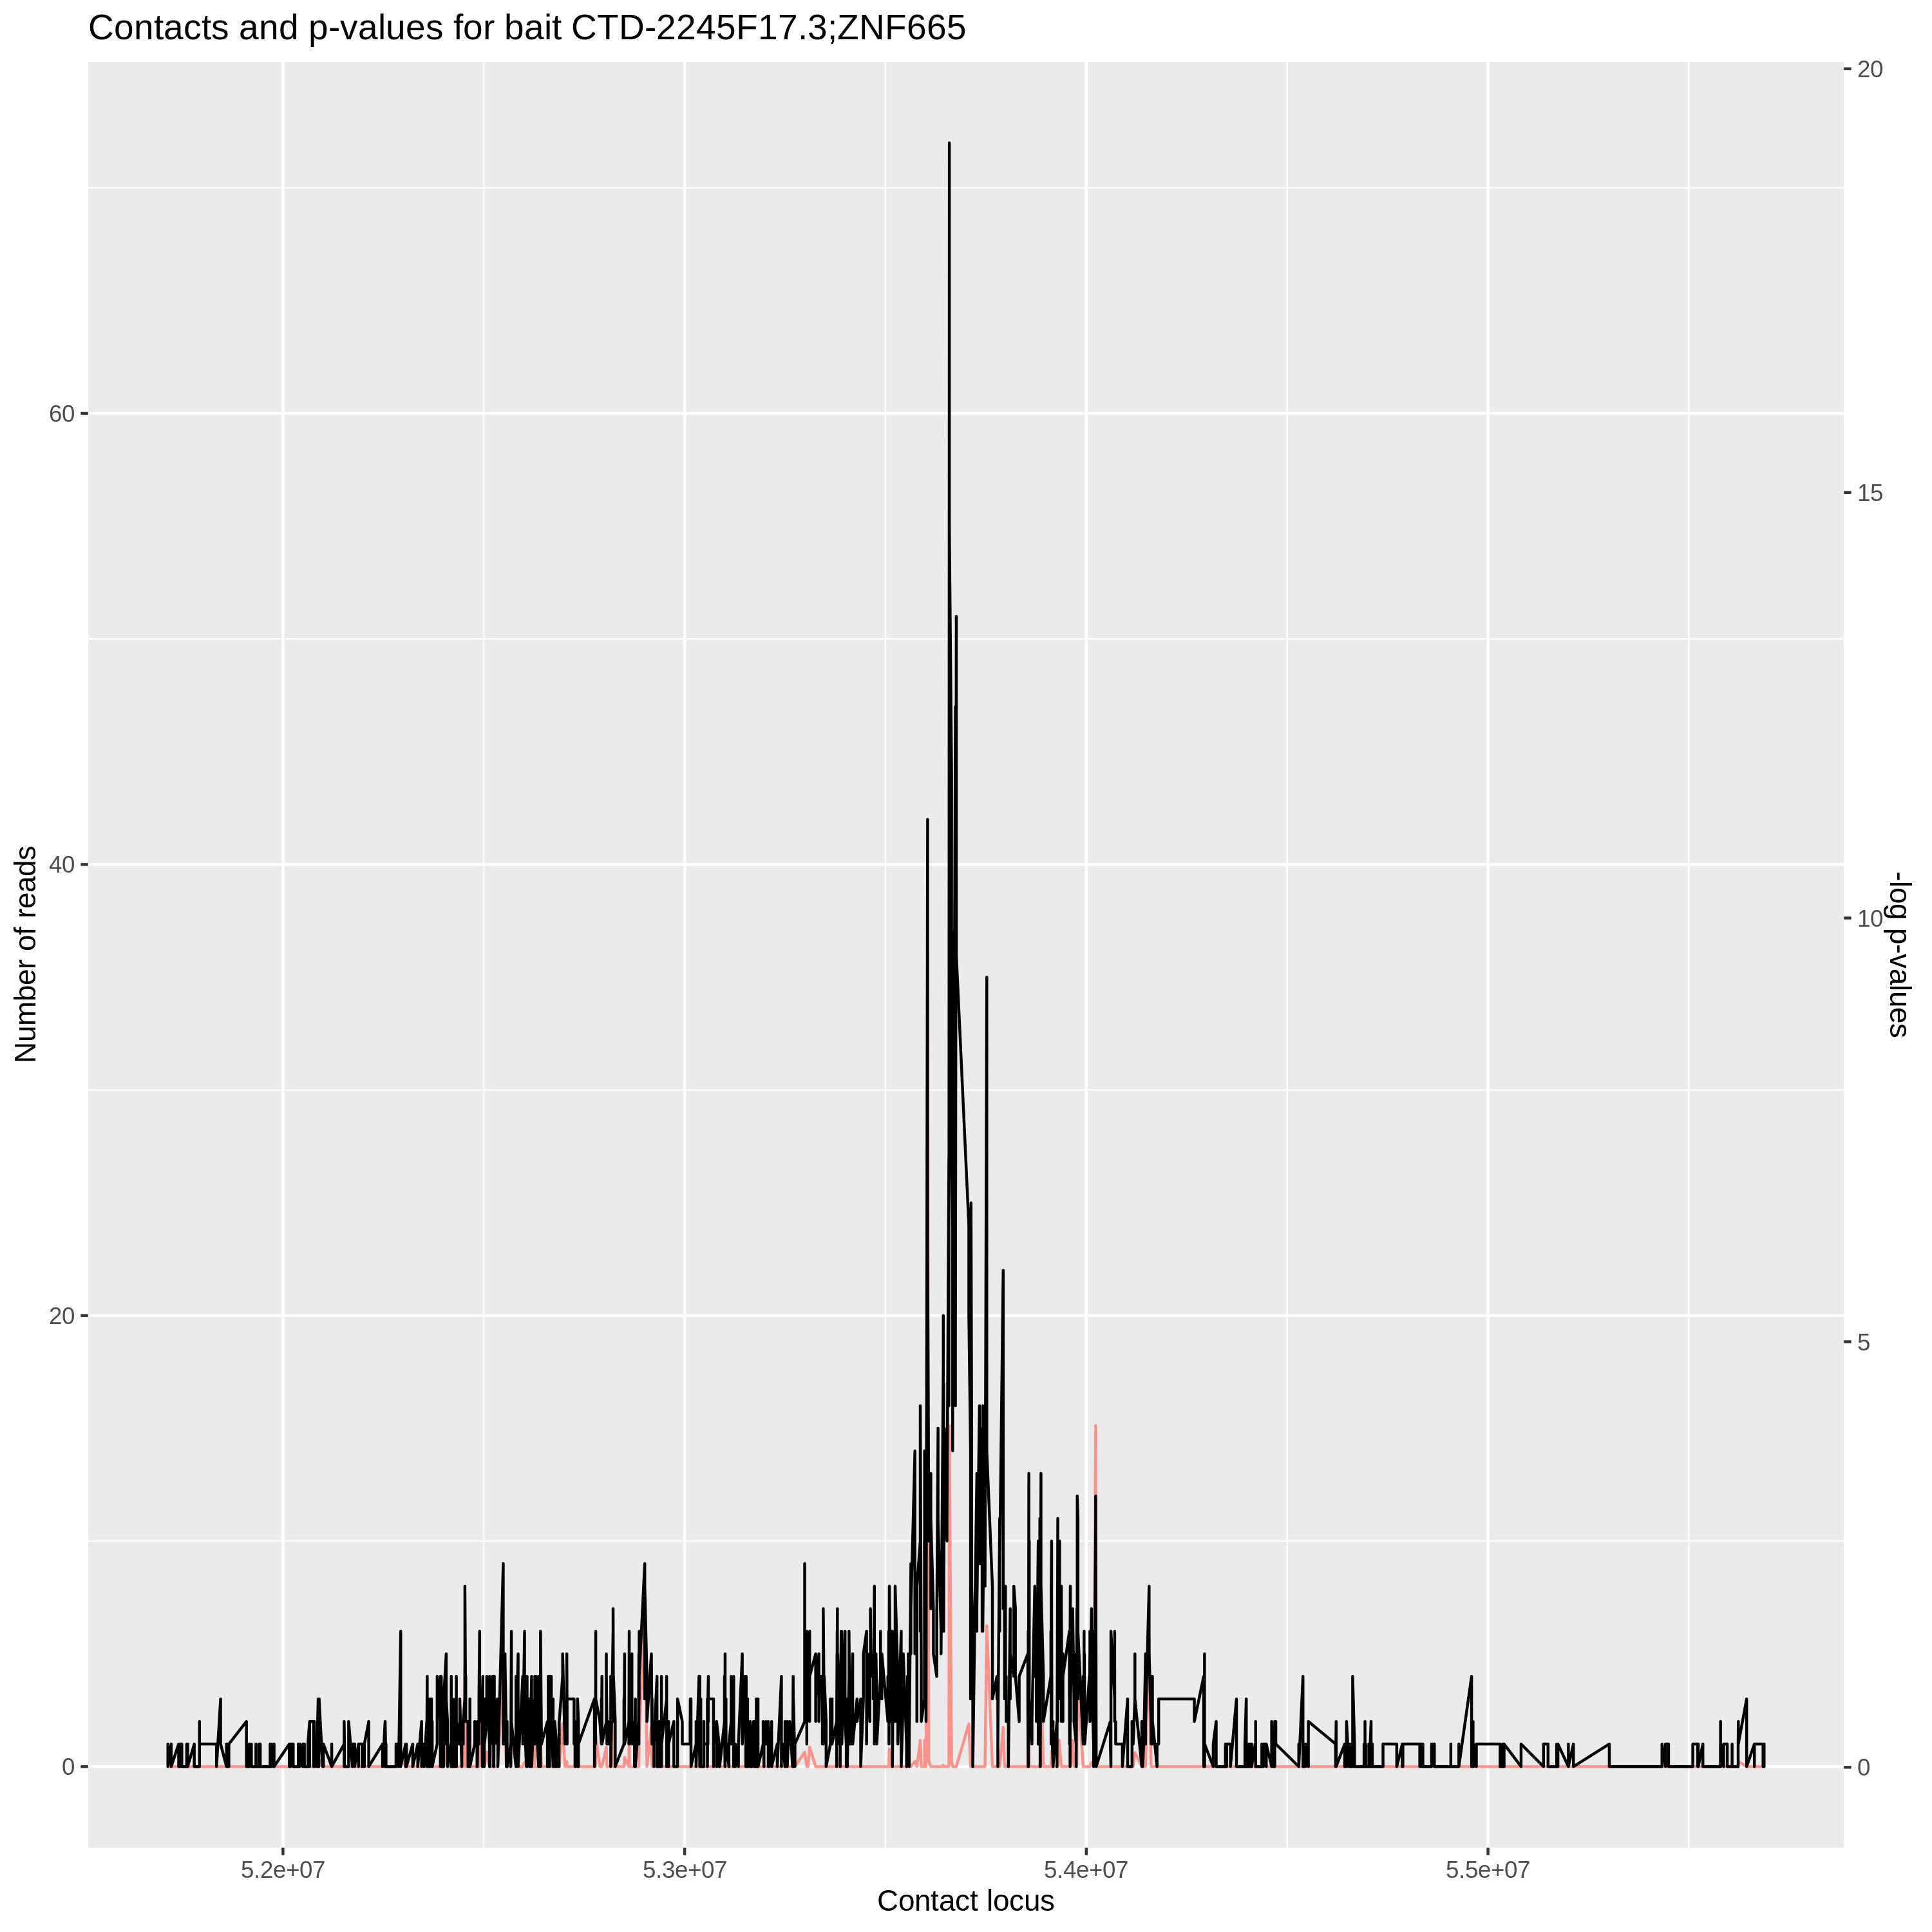 Contacts and p-values for bait CTD-2245F17.3;ZNF665
20
15
10
5
0
60
40
20
0
Number of reads
-log p-values
5.2e+07
5.3e+07
5.4e+07
5.5e+07
Contact locus